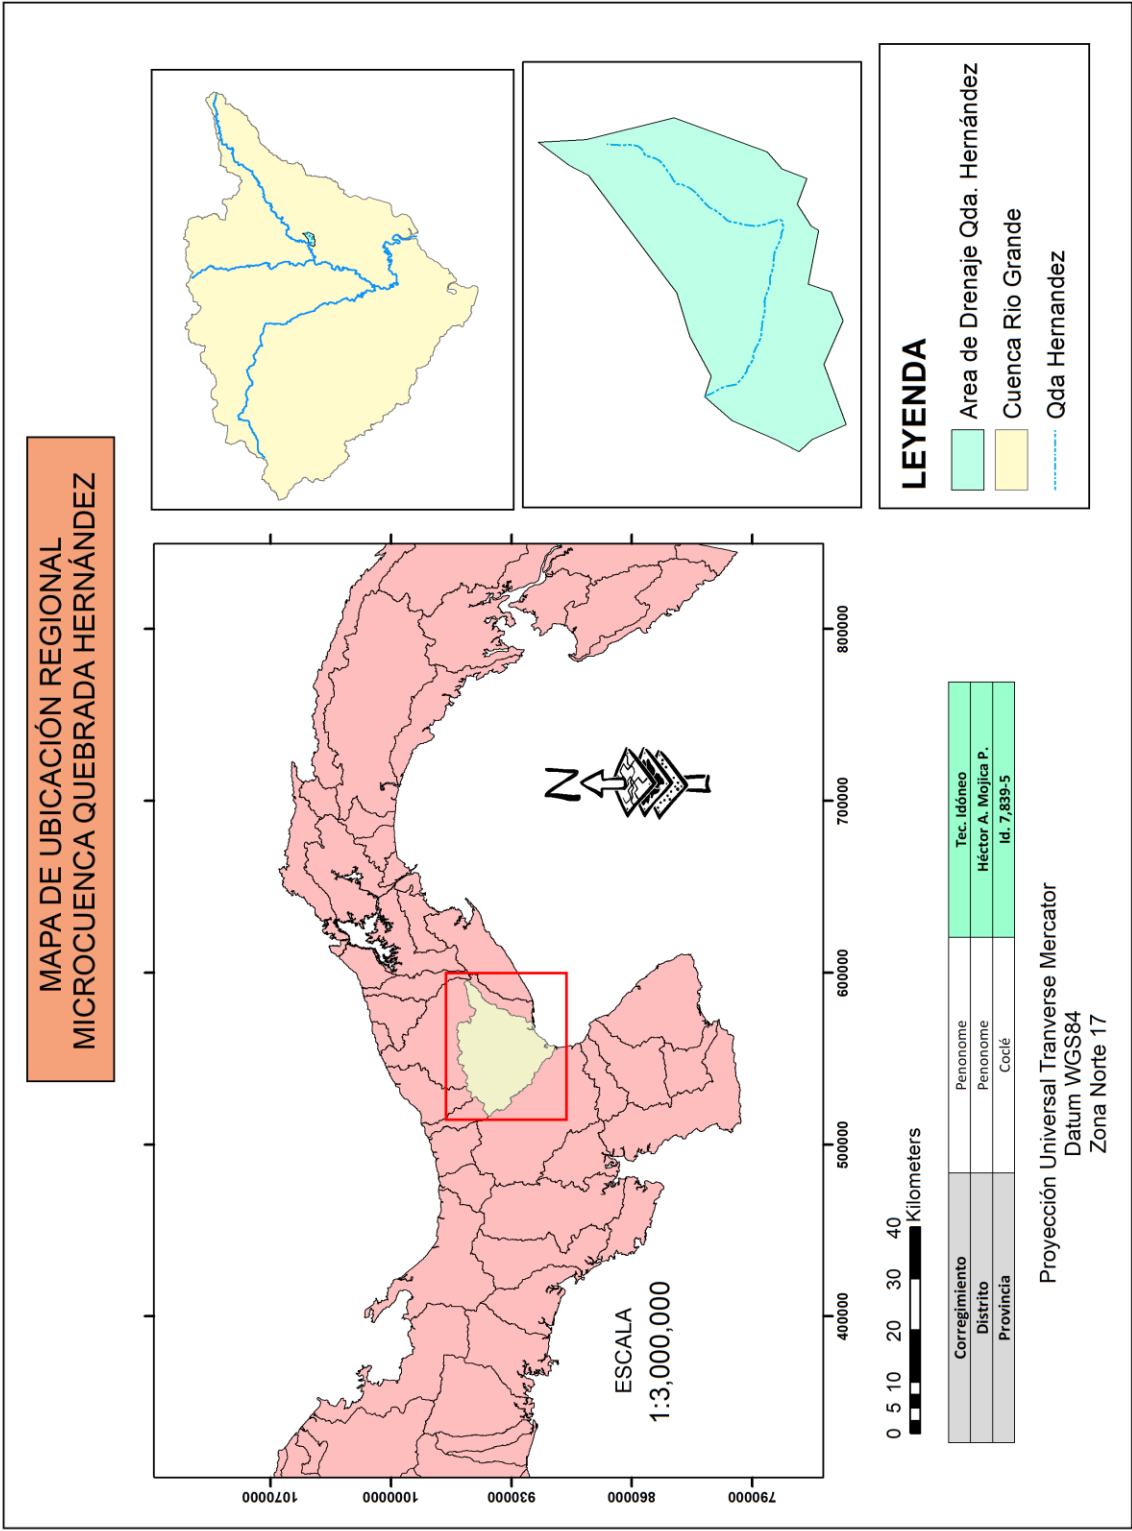 MAPA DE UBICACIÓN REGIONAL
MICROCUENCA QUEBRADA HERNÁNDEZ
1070000
1000000
930000
860000
790000
400000
500000
600000
700000
800000
N
ESCALA
1:3,000,000
0 5 10 20 30 40
Kilometers
Corregimiento Penonome Tec. Idóneo
Distrito Penonome Héctor A. Mojica P.
Provincia Coclé Id. 7,839-5
Proyección Universal Tranverse Mercator
Datum WGS84
Zona Norte 17
LEYENDA
Area de Drenaje Qda. Hernández
Cuenca Rio Grande
Qda Hernandez